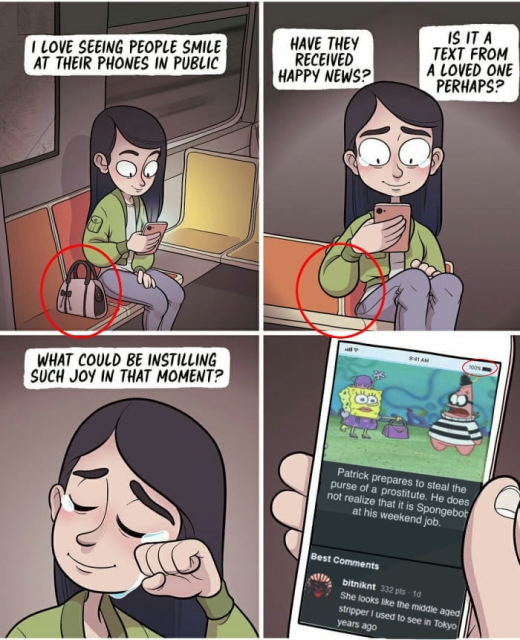 I LOVE SEEING PEOPLE SMILE
AT THEIR PHONES IN PUBLIC
HAVE THEY
RECEIVED
HAPPY NEWS?
IS IT A
TEXT FROM
A LOVED ONE
PERHAPS?
WHAT COULD BE INSTILLING
SUCH JOY IN THAT MOMENT?
9:41 AM
100%
Patrick prepares to steal the
purse of a prostitute. He does
not realize that it is Spongebob
at his weekend job.
Best Comments
bitniknt 332 pts · 1d
She looks like the middle aged
stripper I used to see in Tokyo
years ago